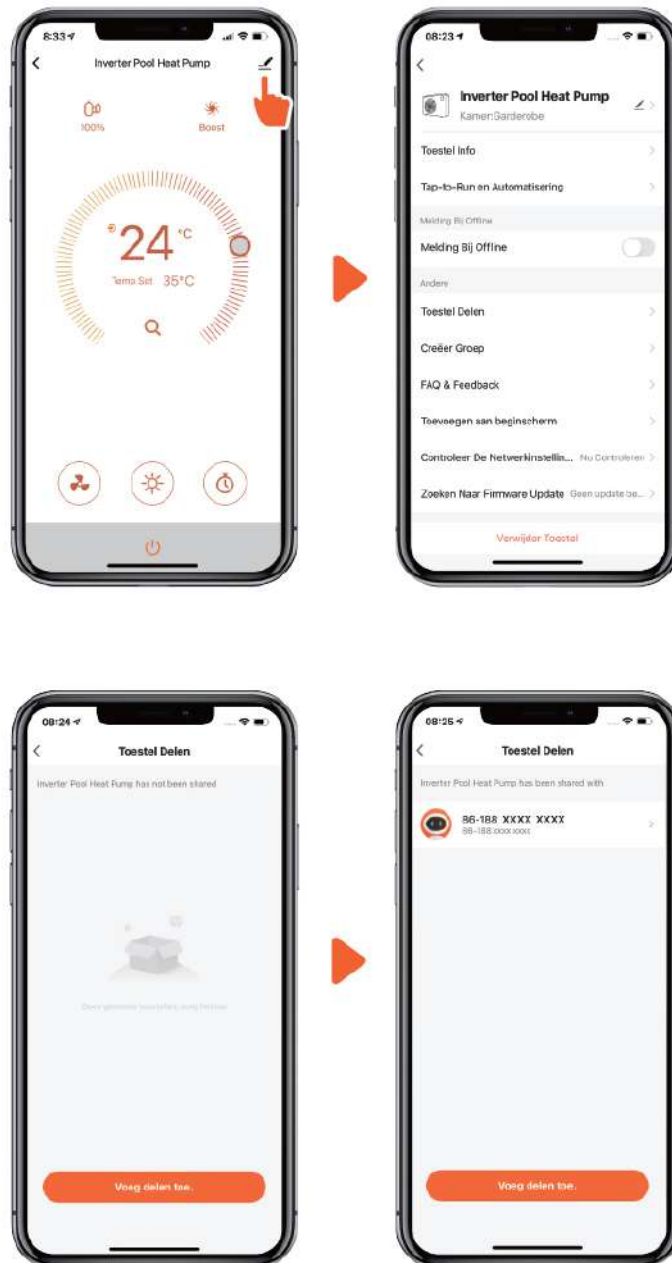 8:33
Inverter Pool Heat Pump
100%
Boost
24 °C
Temp Set 35°C
08:23
Inverter Pool Heat Pump
Kamer:Garderobe
Toestel Info
Tap-to-Run en Automatisering
Melding Bij Offline
Melding Bij Offline
Andere
Toestel Delen
Creëer Groep
FAQ & Feedback
Toevoegen aan beginscherm
Controleer De Netwerkinstellin... Nu Controleren
Zoeken Naar Firmware Update Geen update be...
Verwijder Toestel
08:24
Toestel Delen
Inverter Pool Heat Pump has not been shared
Voeg delen toe.
08:25
Toestel Delen
Inverter Pool Heat Pump has been shared with
86-188 XXXX XXXX
86-188 xxxx xxxx
Voeg delen toe.